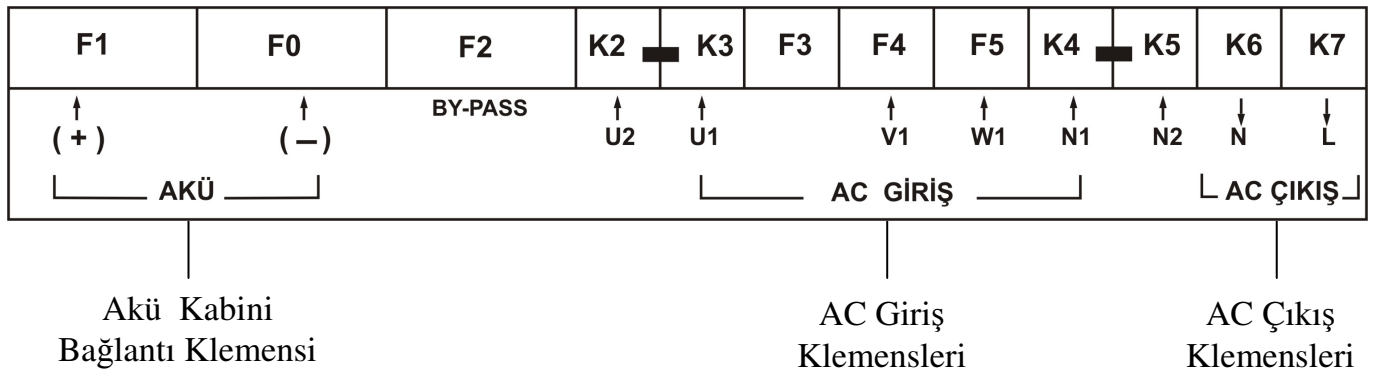 F1 F0 F2 K2 K3 F3 F4 F5 K4 K5 K6 K7
BY-PASS
( + ) ( – ) U2 U1 V1 W1 N1 N2 N L
AKÜ AC GİRİŞ AC ÇIKIŞ
Akü Kabini
Bağlantı Klemensi
AC Giriş
Klemensleri
AC Çıkış
Klemensleri